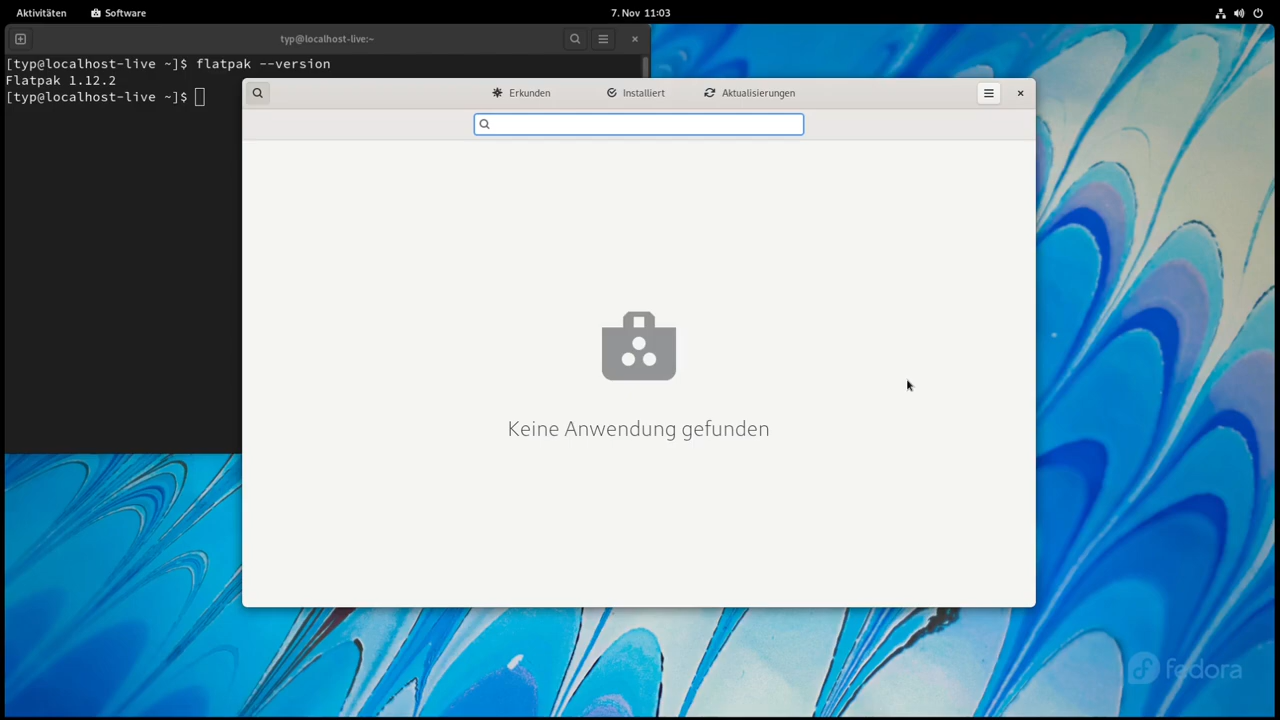 Aktivitäten
Software
7. Nov 11:03
typ@localhost-live:~
[typ@localhost-live ~]$ flatpak --version
Flatpak 1.12.2
[typ@localhost-live ~]$
Erkunden
Installiert
Aktualisierungen
Keine Anwendung gefunden
fedora